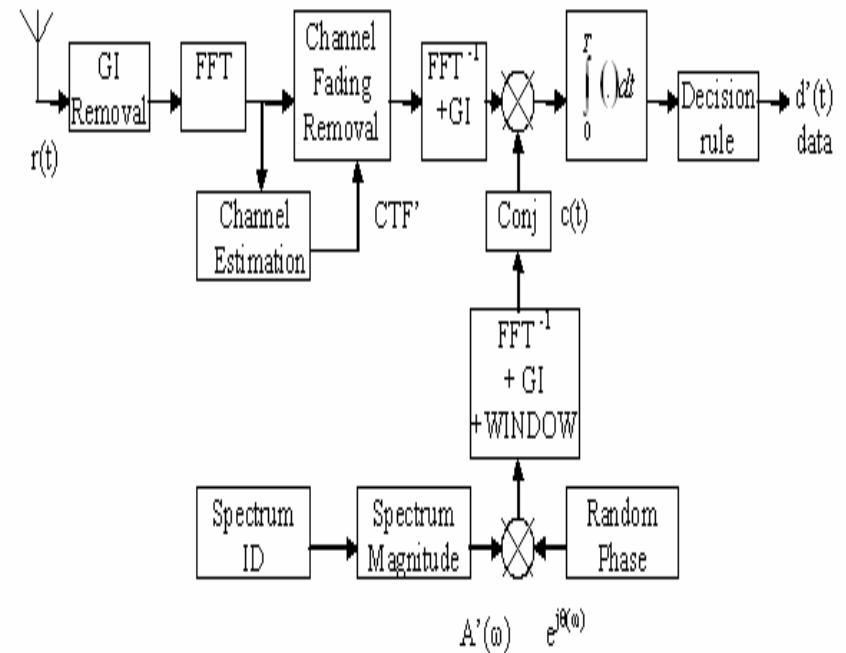 GI
Removal
FFT
Channel
Fading
Removal
FFT⁻¹
+GI
T
∫(.)dt
0
Decision
rule
d'(t)
data
r(t)
Channel
Estimation
CTF'
Conj
c(t)
FFT⁻¹
+ GI
+WINDOW
Spectrum
ID
Spectrum
Magnitude
Random
Phase
A'(ω)
e^{jθ(ω)}